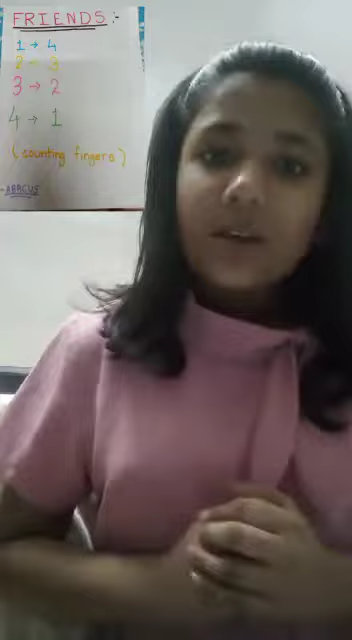 FRIENDS:-
1 → 4
2 → 3
3 → 2
4 → 1
(counting fingers)
-ABACUS